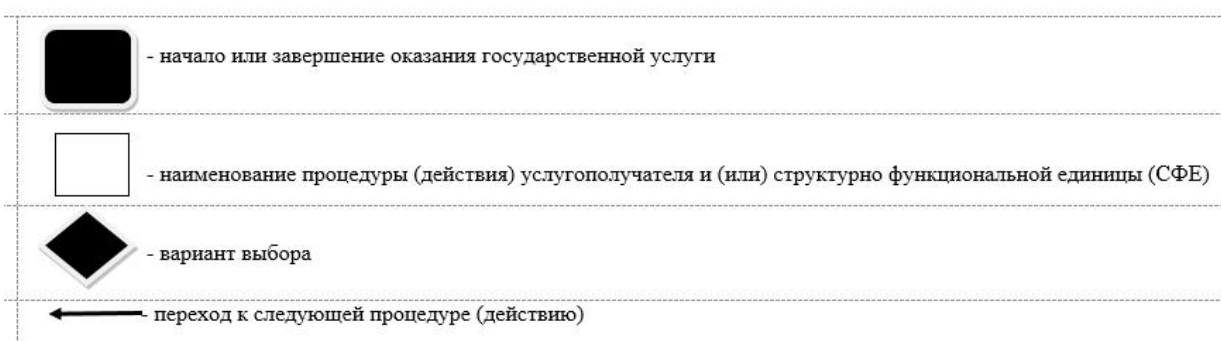 - начало или завершение оказания государственной услуги
- наименование процедуры (действия) услугополучателя и (или) структурно функциональной единицы (СФЕ)
- вариант выбора
- переход к следующей процедуре (действию)